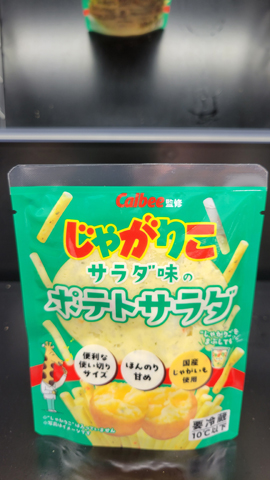 Calbee監修
じゃがりこ
サラダ味の
ポテトサラダ
便利な
使い切り
サイズ
ほんのり
甘め
国産
じゃがいも
使用
要冷蔵
10℃以下